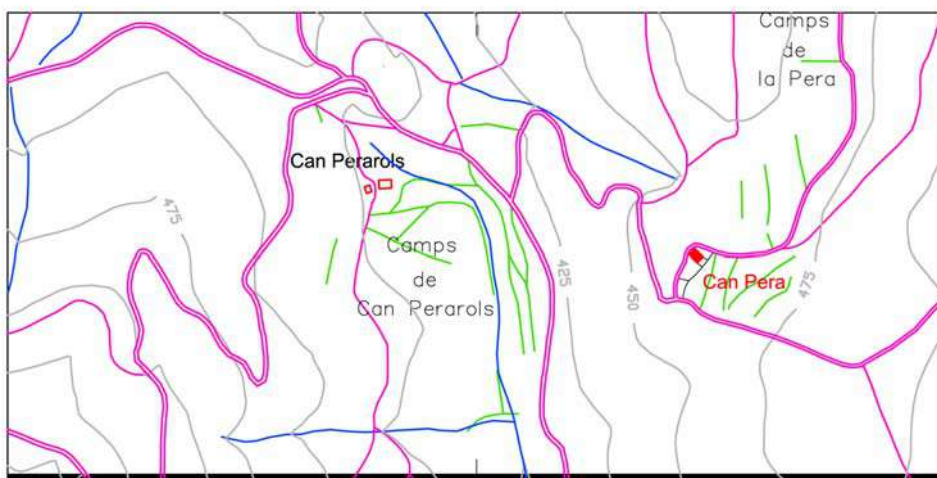 Camps
de
la Pera
Can Perarols
475
Camps
de
Can Perarols
425
450
Can Pera
475